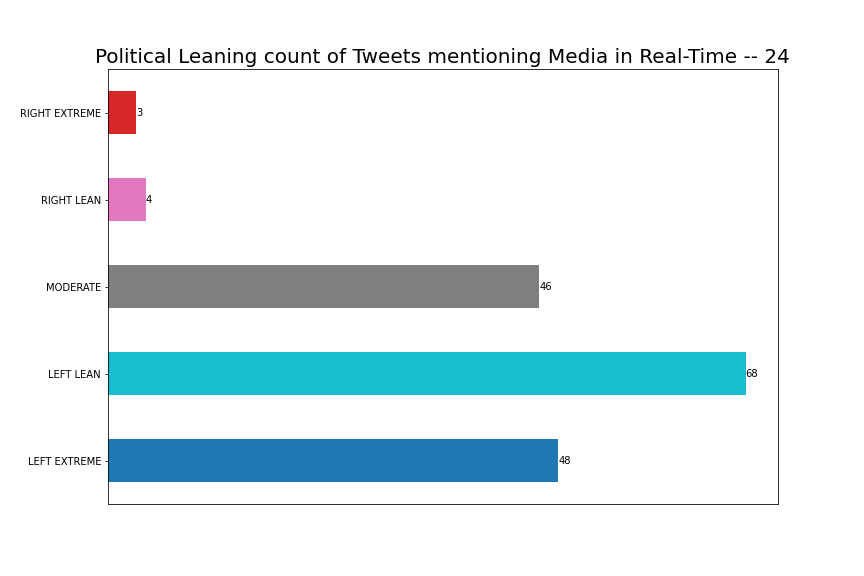 Political Leaning count of Tweets mentioning Media in Real-Time -- 24
RIGHT EXTREME 3
RIGHT LEAN 4
MODERATE 46
LEFT LEAN 68
LEFT EXTREME 48